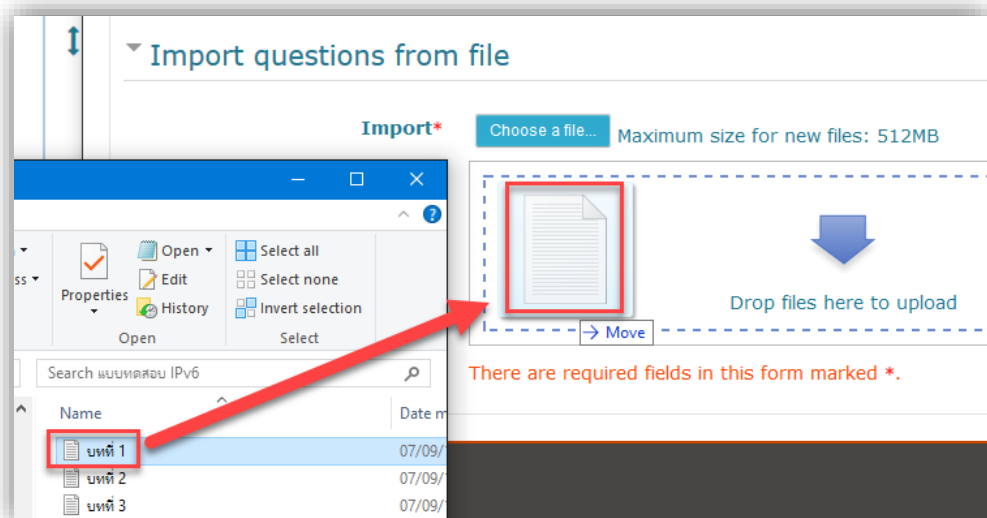 Import questions from file
Import*
Choose a file...
Maximum size for new files: 512MB
Drop files here to upload
Move
There are required fields in this form marked *.
Properties
Open
Edit
History
Open
Select all
Select none
Invert selection
Select
Search แบบทดสอบ IPv6
Name
Date m
บทที่ 1
07/09/
บทที่ 2
07/09/
บทที่ 3
07/09/